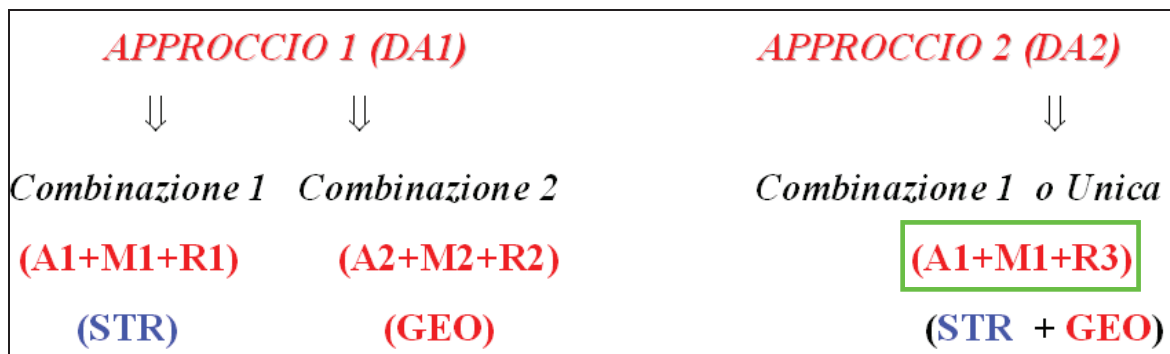 APPROCCIO 1 (DA1) APPROCCIO 2 (DA2)
⇓ ⇓ ⇓
Combinazione 1 Combinazione 2 Combinazione 1 o Unica
(A1+M1+R1) (A2+M2+R2) (A1+M1+R3)
(STR) (GEO) (STR + GEO)